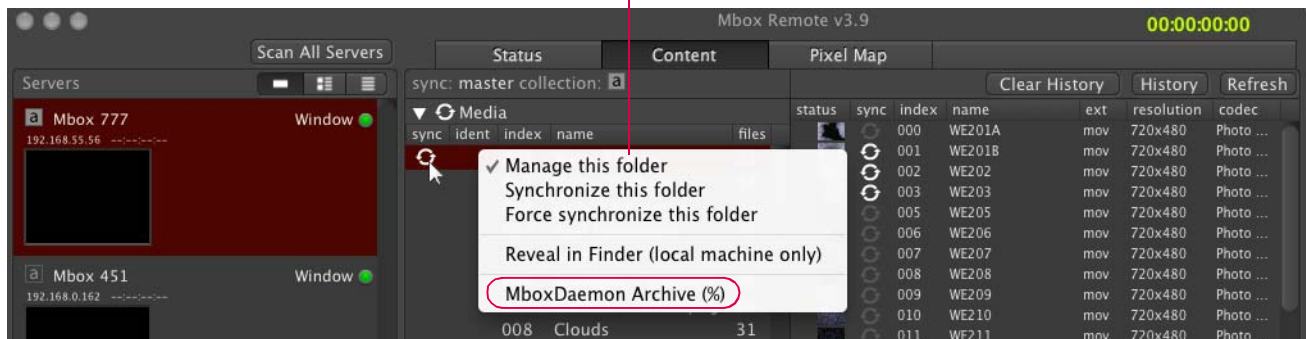 Mbox Remote v3.9
00:00:00:00
Scan All Servers
Status Content Pixel Map
Servers
sync: master collection: a
Clear History History Refresh
a Mbox 777 Window
192.168.55.56 --:--:--:--
Media
sync ident index name files
Manage this folder
Synchronize this folder
Force synchronize this folder
Reveal in Finder (local machine only)
MboxDaemon Archive (%)
008 Clouds 31
a Mbox 451 Window
192.168.0.162 --:--:--:--
status sync index name ext resolution codec
000 WE201A mov 720x480 Photo ...
001 WE201B mov 720x480 Photo ...
002 WE202 mov 720x480 Photo ...
003 WE203 mov 720x480 Photo ...
005 WE205 mov 720x480 Photo ...
006 WE206 mov 720x480 Photo ...
007 WE207 mov 720x480 Photo ...
008 WE208 mov 720x480 Photo ...
009 WE209 mov 720x480 Photo ...
010 WE210 mov 720x480 Photo ...
011 WE211 mov 720x480 Photo ...